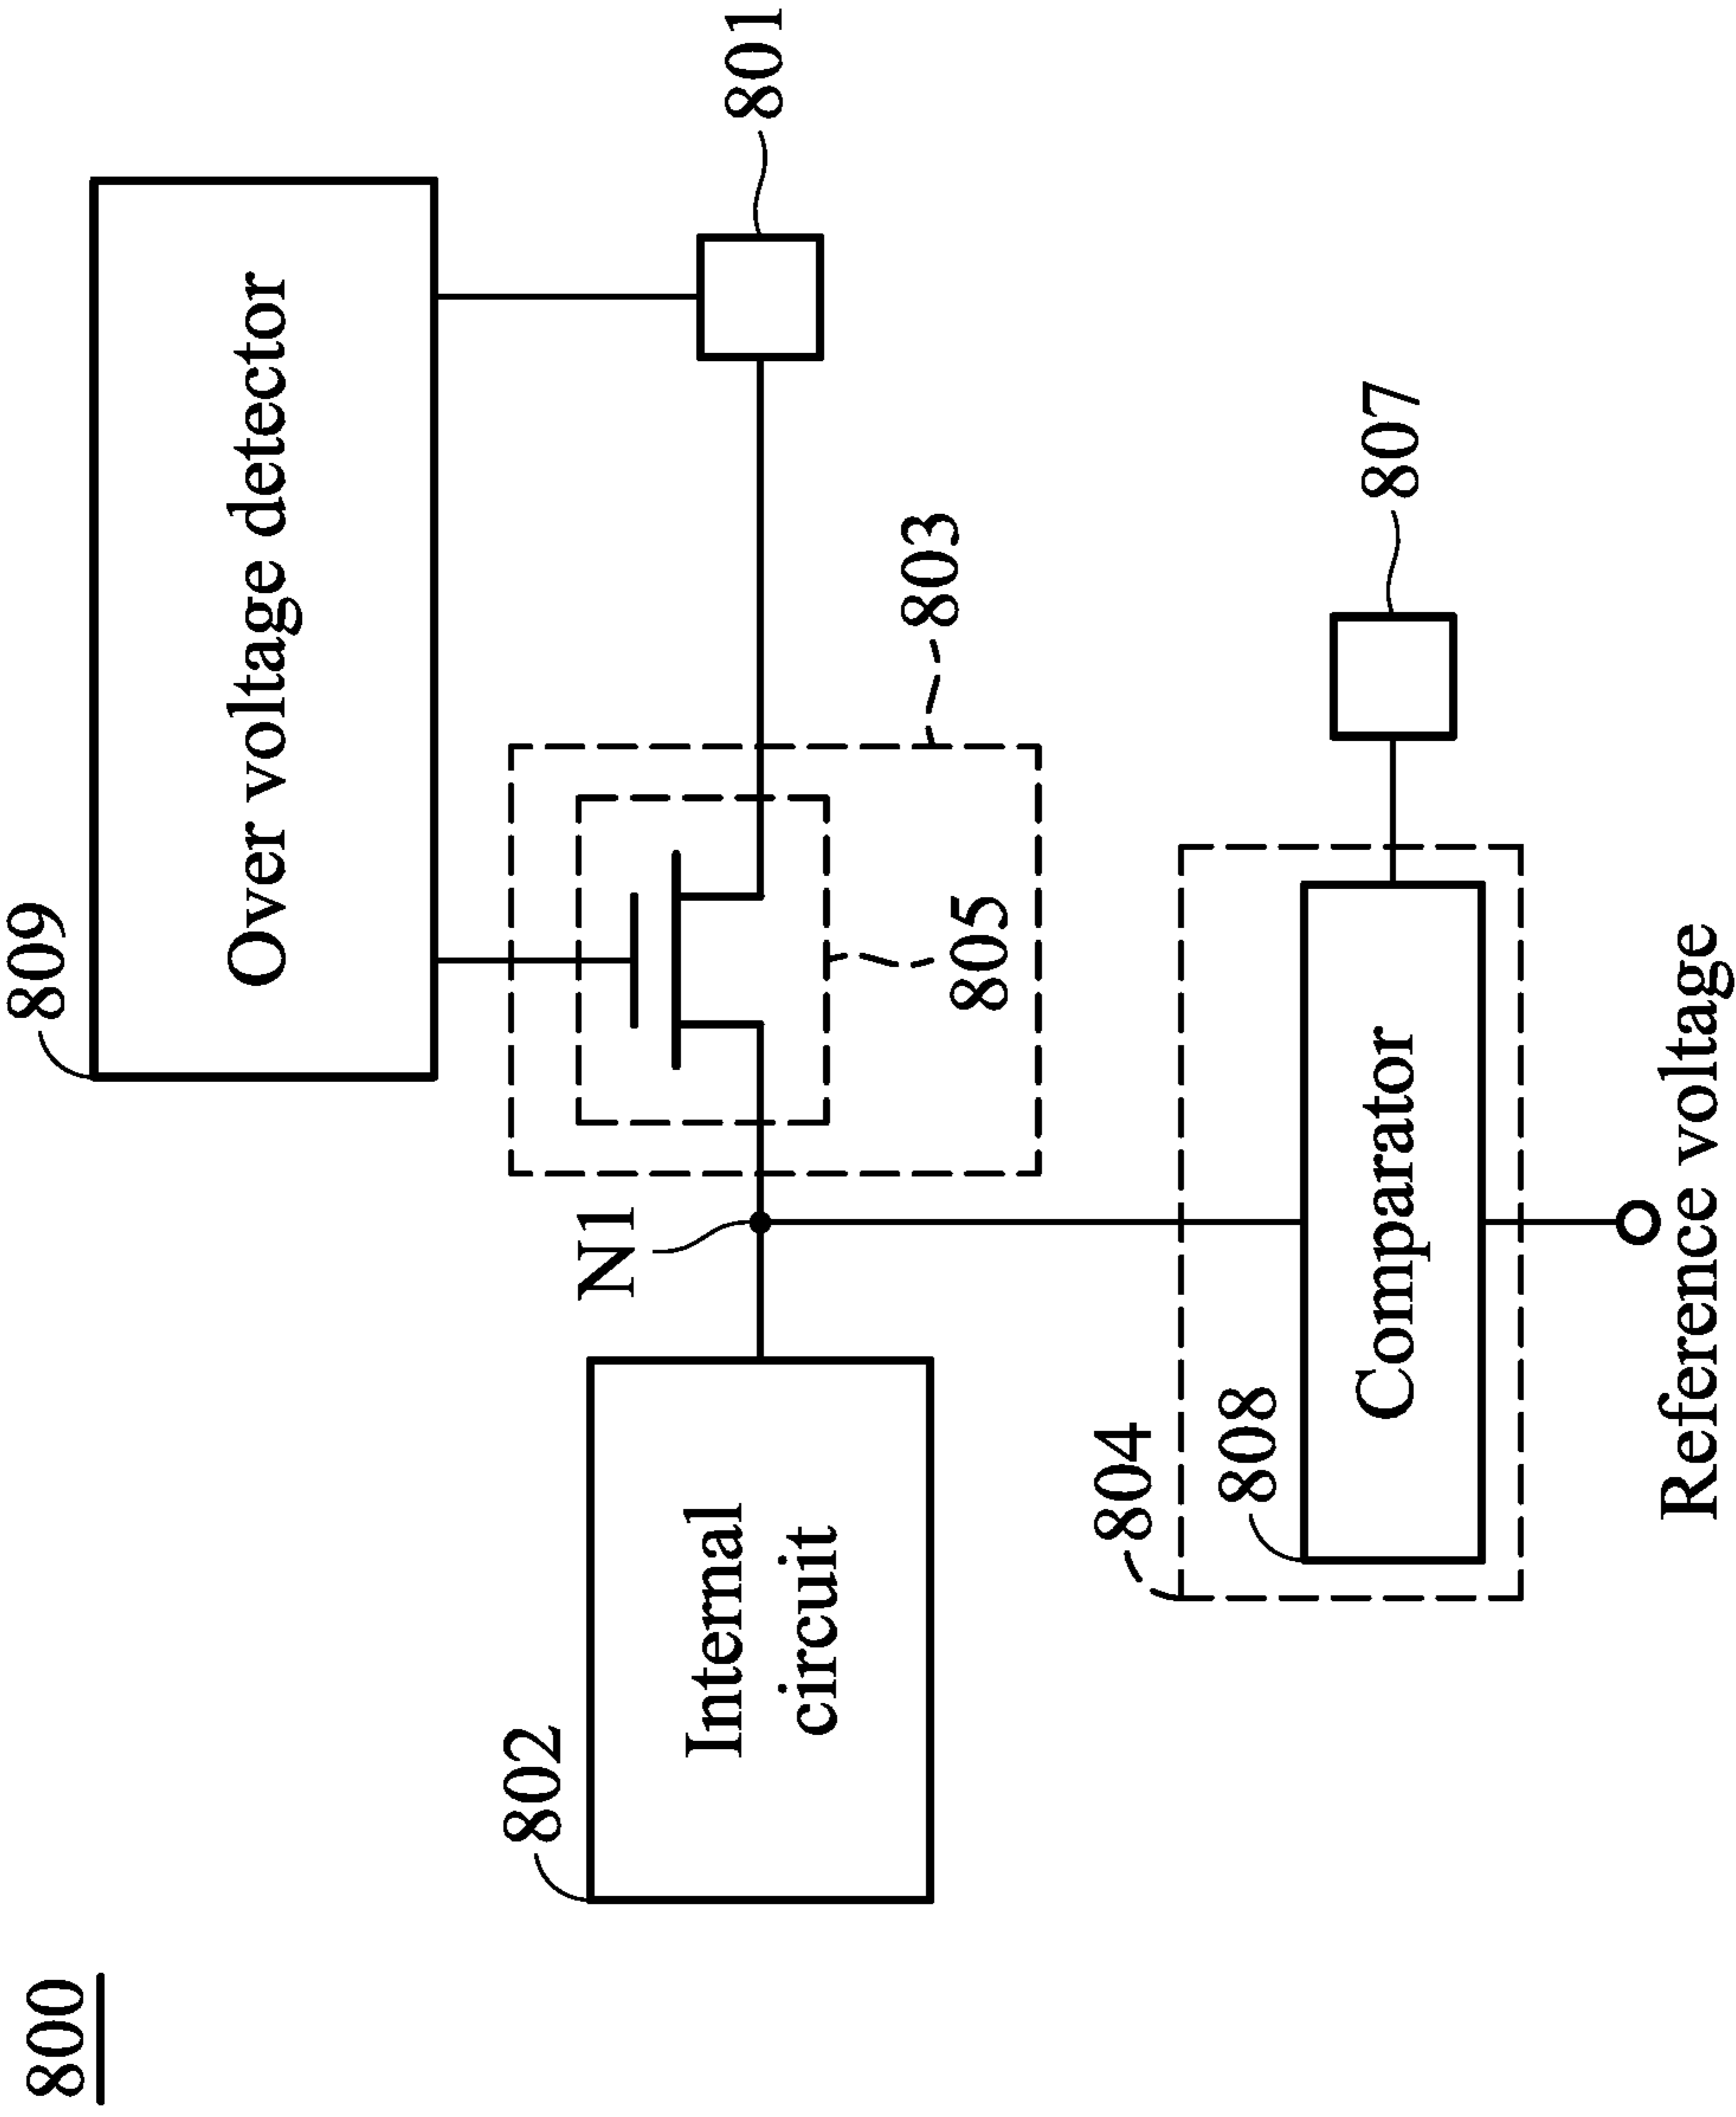 800
809
Over voltage detector
801
803
805
N1
802
Internal
circuit
807
804
808
Comparator
Reference voltage